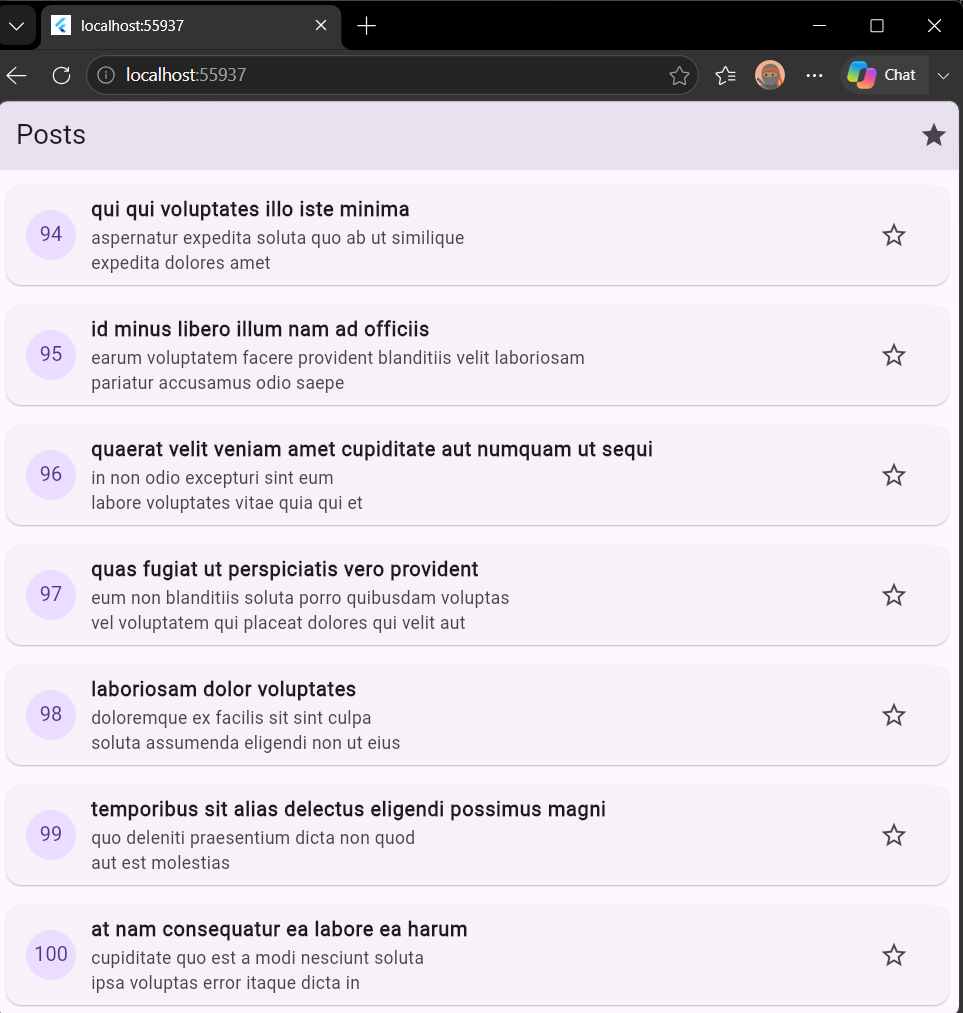 localhost:55937
localhost:55937
Chat
Posts
94
qui qui voluptates illo iste minima
aspernatur expedita soluta quo ab ut similique
expedita dolores amet
95
id minus libero illum nam ad officiis
earum voluptatem facere provident blanditiis velit laboriosam
pariatur accusamus odio saepe
96
quaerat velit veniam amet cupiditate aut numquam ut sequi
in non odio excepturi sint eum
labore voluptates vitae quia qui et
97
quas fugiat ut perspiciatis vero provident
eum non blanditiis soluta porro quibusdam voluptas
vel voluptatem qui placeat dolores qui velit aut
98
laboriosam dolor voluptates
doloremque ex facilis sit sint culpa
soluta assumenda eligendi non ut eius
99
temporibus sit alias delectus eligendi possimus magni
quo deleniti praesentium dicta non quod
aut est molestias
100
at nam consequatur ea labore ea harum
cupiditate quo est a modi nesciunt soluta
ipsa voluptas error itaque dicta in